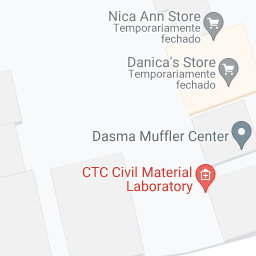 Nica Ann Store
Temporariamente
fechado
Danica's Store
Temporariamente
fechado
Dasma Muffler Center
CTC Civil Material
Laboratory